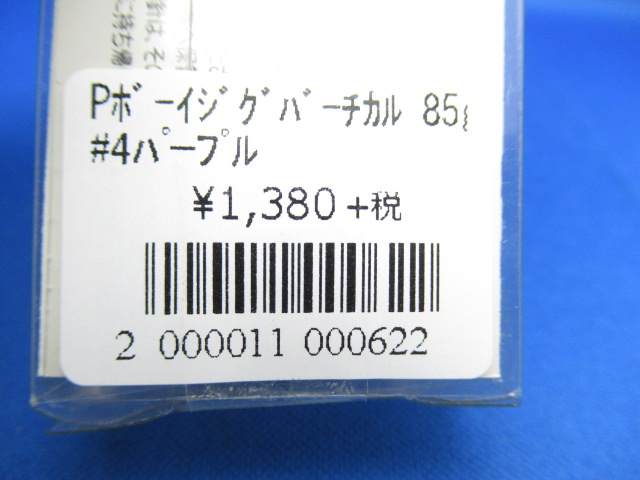 Pﾎﾞｰｲｼﾞｸﾞﾊﾞｰﾁｶﾙ 85g
#4ﾊﾟｰﾌﾟﾙ
¥1,380+税
2 000011 000622